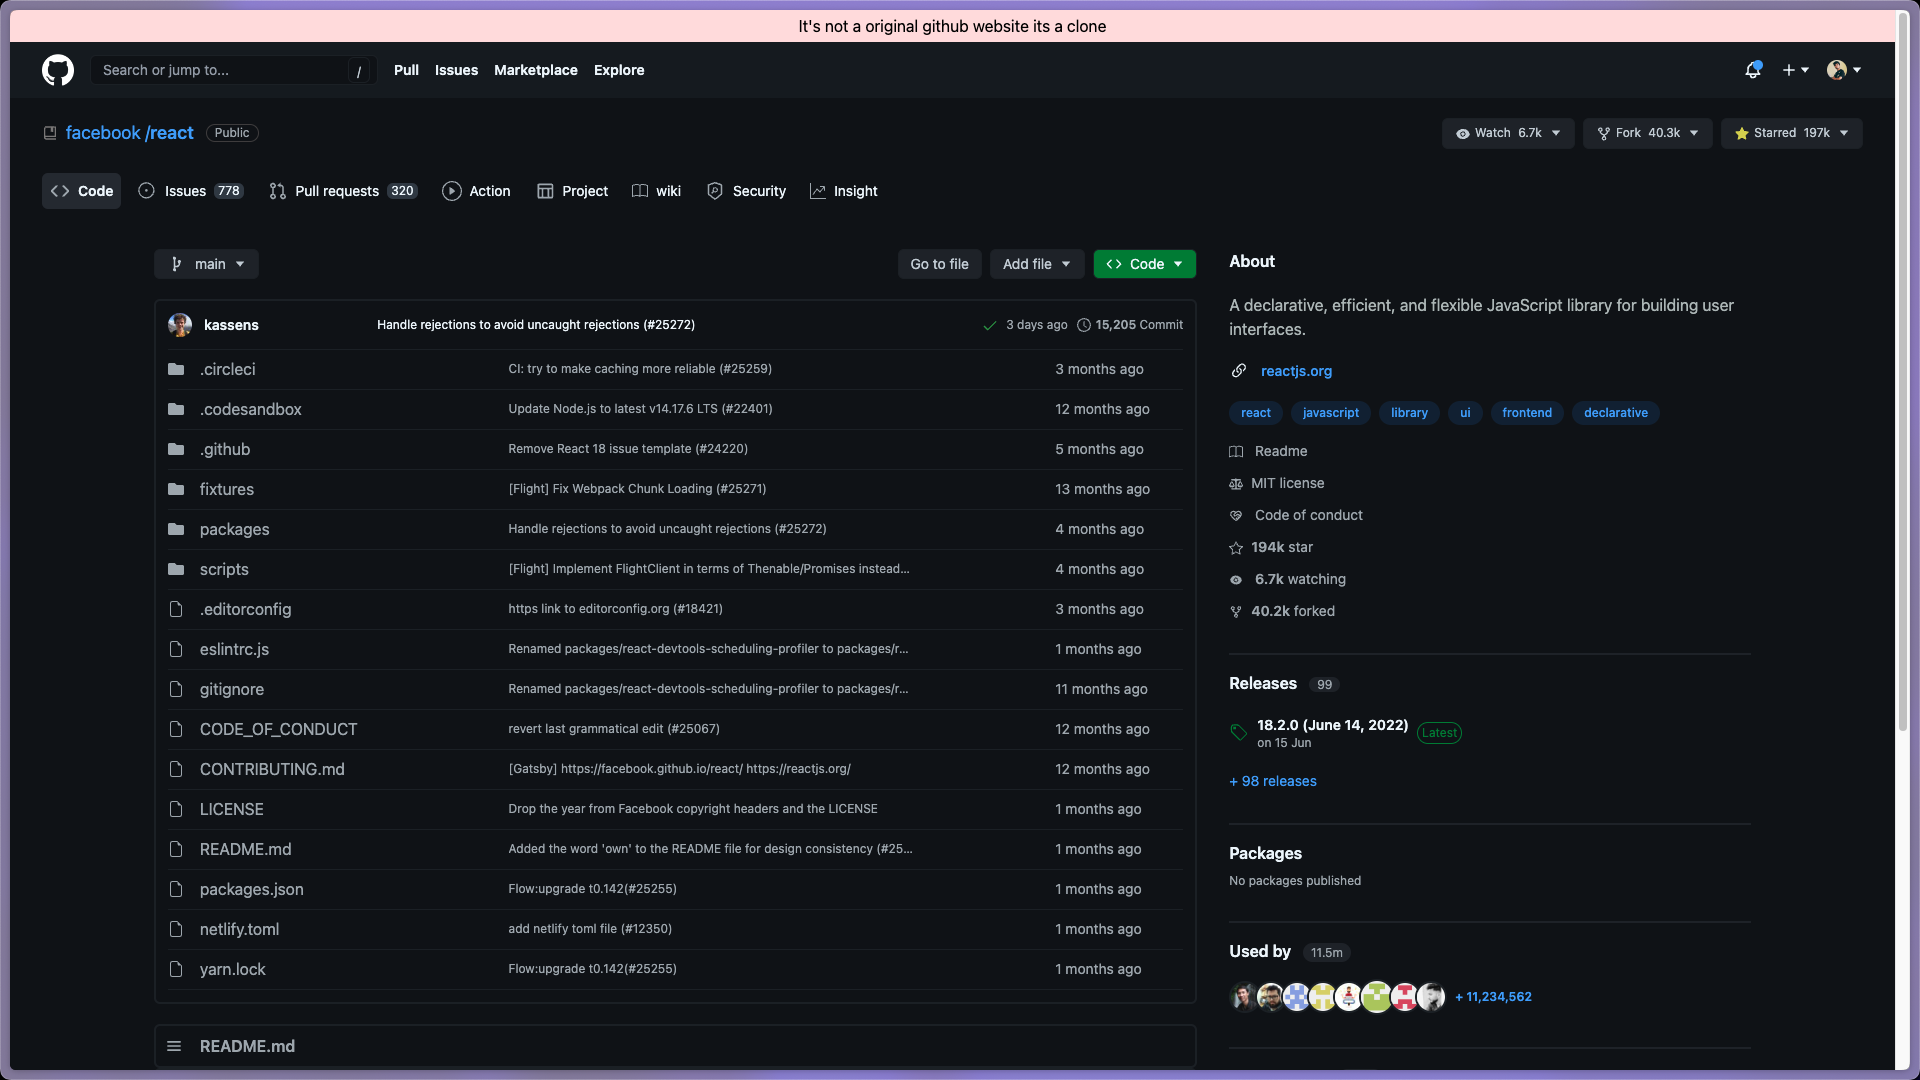 It's not a original github website its a clone
Search or jump to... /
Pull Issues Marketplace Explore
facebook /react Public
Watch 6.7k Fork 40.3k Starred 197k
Code Issues 778 Pull requests 320 Action Project wiki Security Insight
main Go to file Add file Code
kassens Handle rejections to avoid uncaught rejections (#25272) 3 days ago 15,205 Commit
.circleci CI: try to make caching more reliable (#25259) 3 months ago
.codesandbox Update Node.js to latest v14.17.6 LTS (#22401) 12 months ago
.github Remove React 18 issue template (#24220) 5 months ago
fixtures [Flight] Fix Webpack Chunk Loading (#25271) 13 months ago
packages Handle rejections to avoid uncaught rejections (#25272) 4 months ago
scripts [Flight] Implement FlightClient in terms of Thenable/Promises instead... 4 months ago
.editorconfig https link to editorconfig.org (#18421) 3 months ago
eslintrc.js Renamed packages/react-devtools-scheduling-profiler to packages/r... 1 months ago
gitignore Renamed packages/react-devtools-scheduling-profiler to packages/r... 11 months ago
CODE_OF_CONDUCT revert last grammatical edit (#25067) 12 months ago
CONTRIBUTING.md [Gatsby] https://facebook.github.io/react/ https://reactjs.org/ 12 months ago
LICENSE Drop the year from Facebook copyright headers and the LICENSE 1 months ago
README.md Added the word 'own' to the README file for design consistency (#25... 1 months ago
packages.json Flow:upgrade t0.142(#25255) 1 months ago
netlify.toml add netlify toml file (#12350) 1 months ago
yarn.lock Flow:upgrade t0.142(#25255) 1 months ago
README.md
About
A declarative, efficient, and flexible JavaScript library for building user
interfaces.
reactjs.org
react javascript library ui frontend declarative
Readme
MIT license
Code of conduct
194k star
6.7k watching
40.2k forked
Releases 99
18.2.0 (June 14, 2022) Latest
on 15 Jun
+ 98 releases
Packages
No packages published
Used by 11.5m
+ 11,234,562